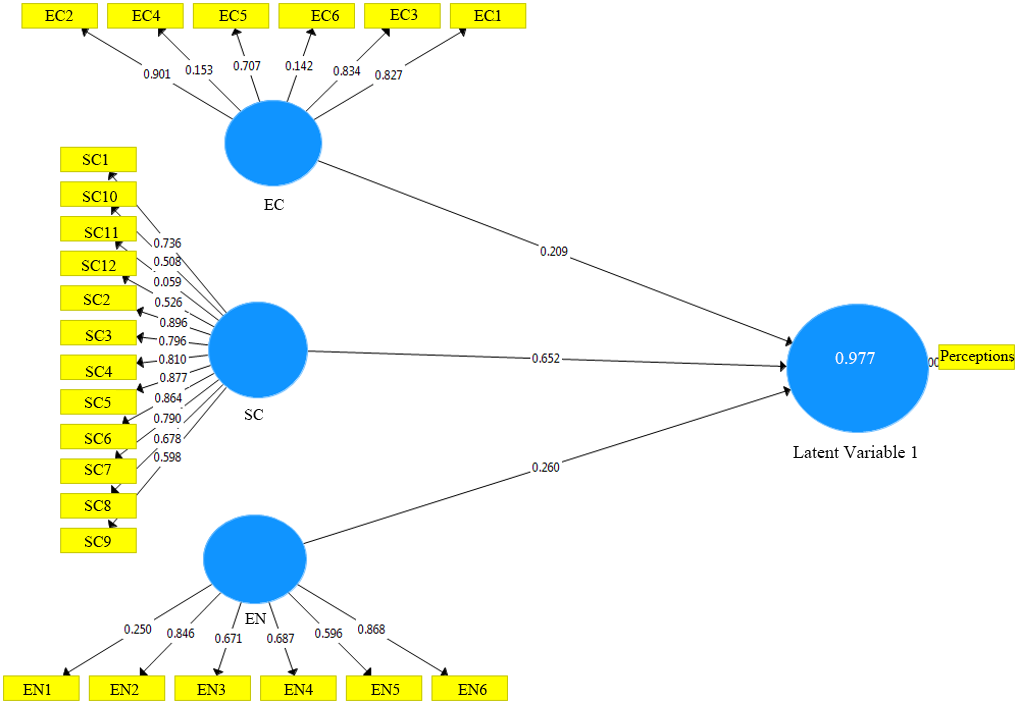 EC2 EC4 EC5 EC6 EC3 EC1
0.901 0.153 0.707 0.142 0.834 0.827
EC
SC1
SC10
SC11
SC12
SC2
SC3
SC4
SC5
SC6
SC7
SC8
SC9
0.736
0.508
0.059
0.526
0.896
0.796
0.810
0.877
0.864
0.790
0.678
0.598
SC
0.209
0.652
0.260
0.977
Perceptions
Latent Variable 1
EN
0.250 0.846 0.671 0.687 0.596 0.868
EN1 EN2 EN3 EN4 EN5 EN6